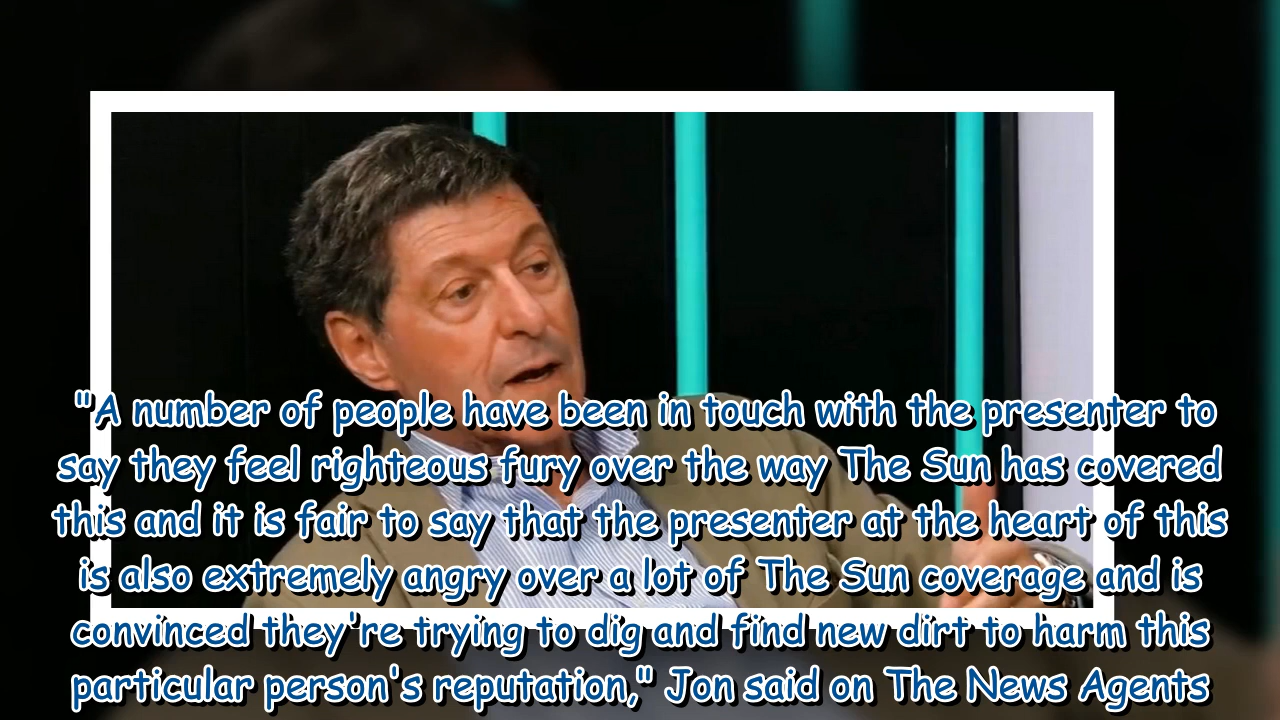 "A number of people have been in touch with the presenter to
say they feel righteous fury over the way The Sun has covered
this and it is fair to say that the presenter at the heart of this
is also extremely angry over a lot of The Sun coverage and is
convinced they're trying to dig and find new dirt to harm this
particular person's reputation," Jon said on The News Agents